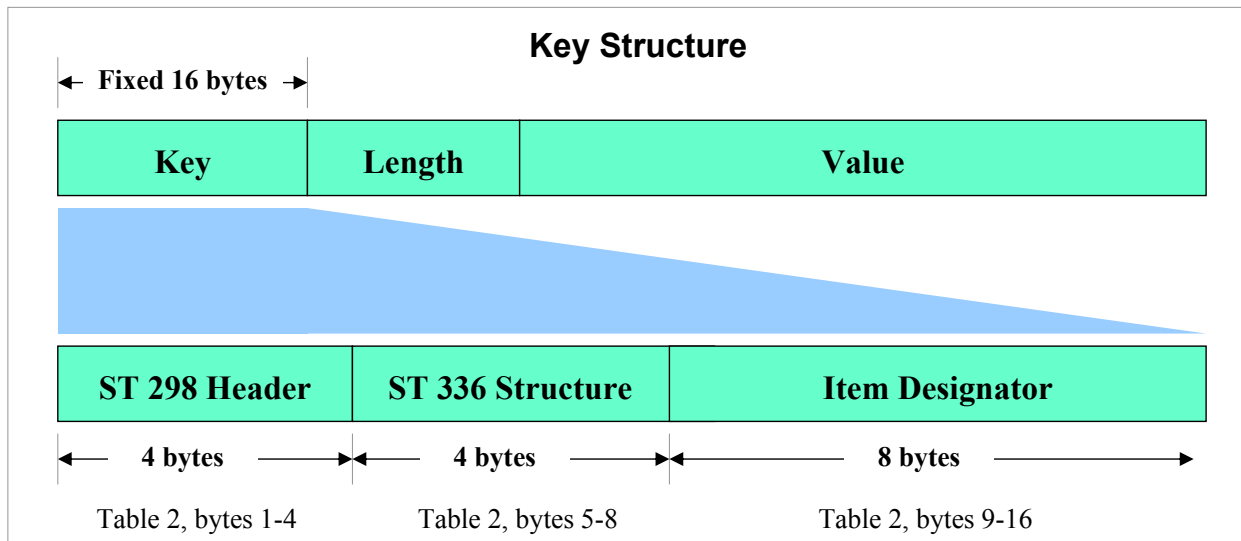 Key Structure
Fixed 16 bytes
Key Length Value
ST 298 Header ST 336 Structure Item Designator
4 bytes 4 bytes 8 bytes
Table 2, bytes 1-4 Table 2, bytes 5-8 Table 2, bytes 9-16